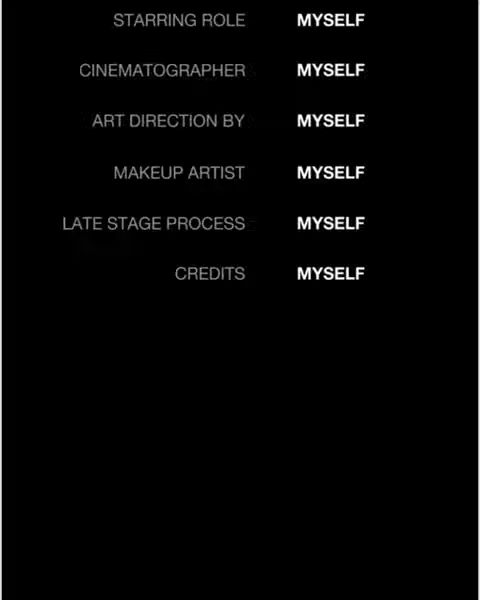 STARRING ROLE MYSELF
CINEMATOGRAPHER MYSELF
ART DIRECTION BY MYSELF
MAKEUP ARTIST MYSELF
LATE STAGE PROCESS MYSELF
CREDITS MYSELF